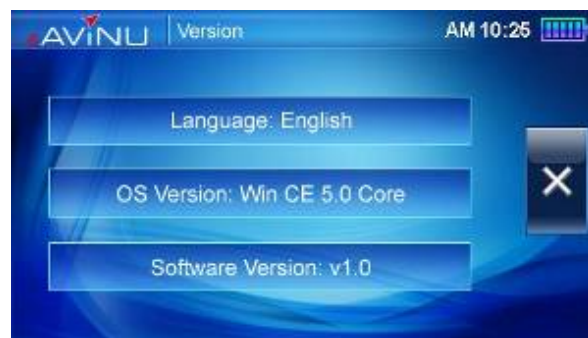 AViNU Version AM 10:25
Language: English
OS Version: Win CE 5.0 Core
Software Version: v1.0